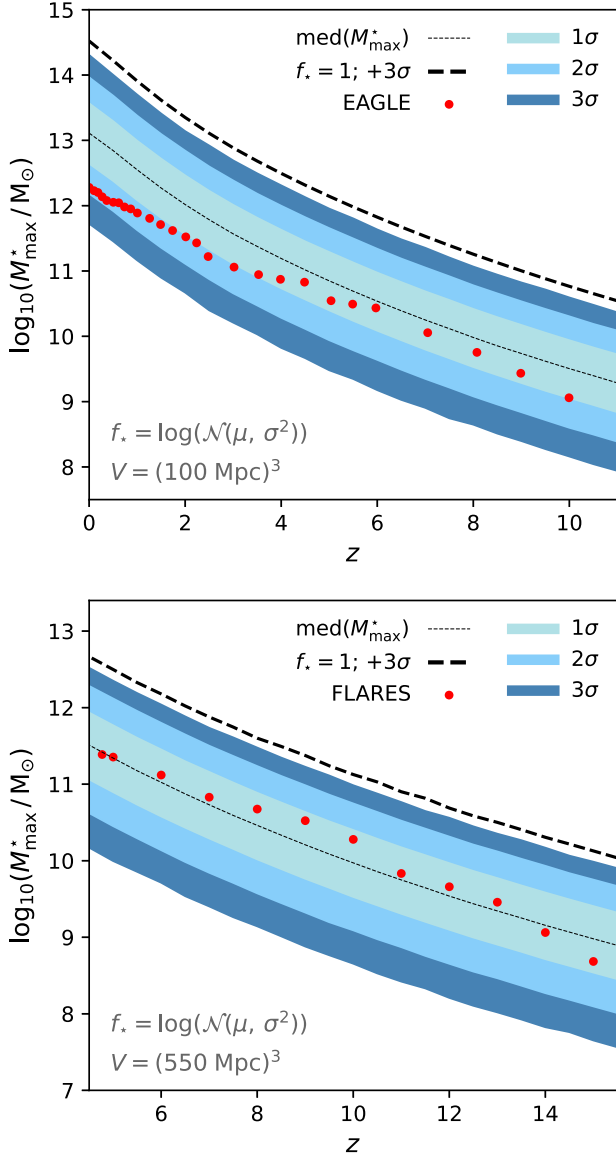 med(M⋆max)
f⋆ = 1; +3σ
EAGLE
1σ
2σ
3σ
15
14
13
12
11
10
9
8
log10(M⋆max / M⊙)
f⋆ = log(𝒩(μ, σ²))
V = (100 Mpc)³
0 2 4 6 8 10
z
med(M⋆max)
f⋆ = 1; +3σ
FLARES
1σ
2σ
3σ
13
12
11
10
9
8
7
log10(M⋆max / M⊙)
f⋆ = log(𝒩(μ, σ²))
V = (550 Mpc)³
6 8 10 12 14
z